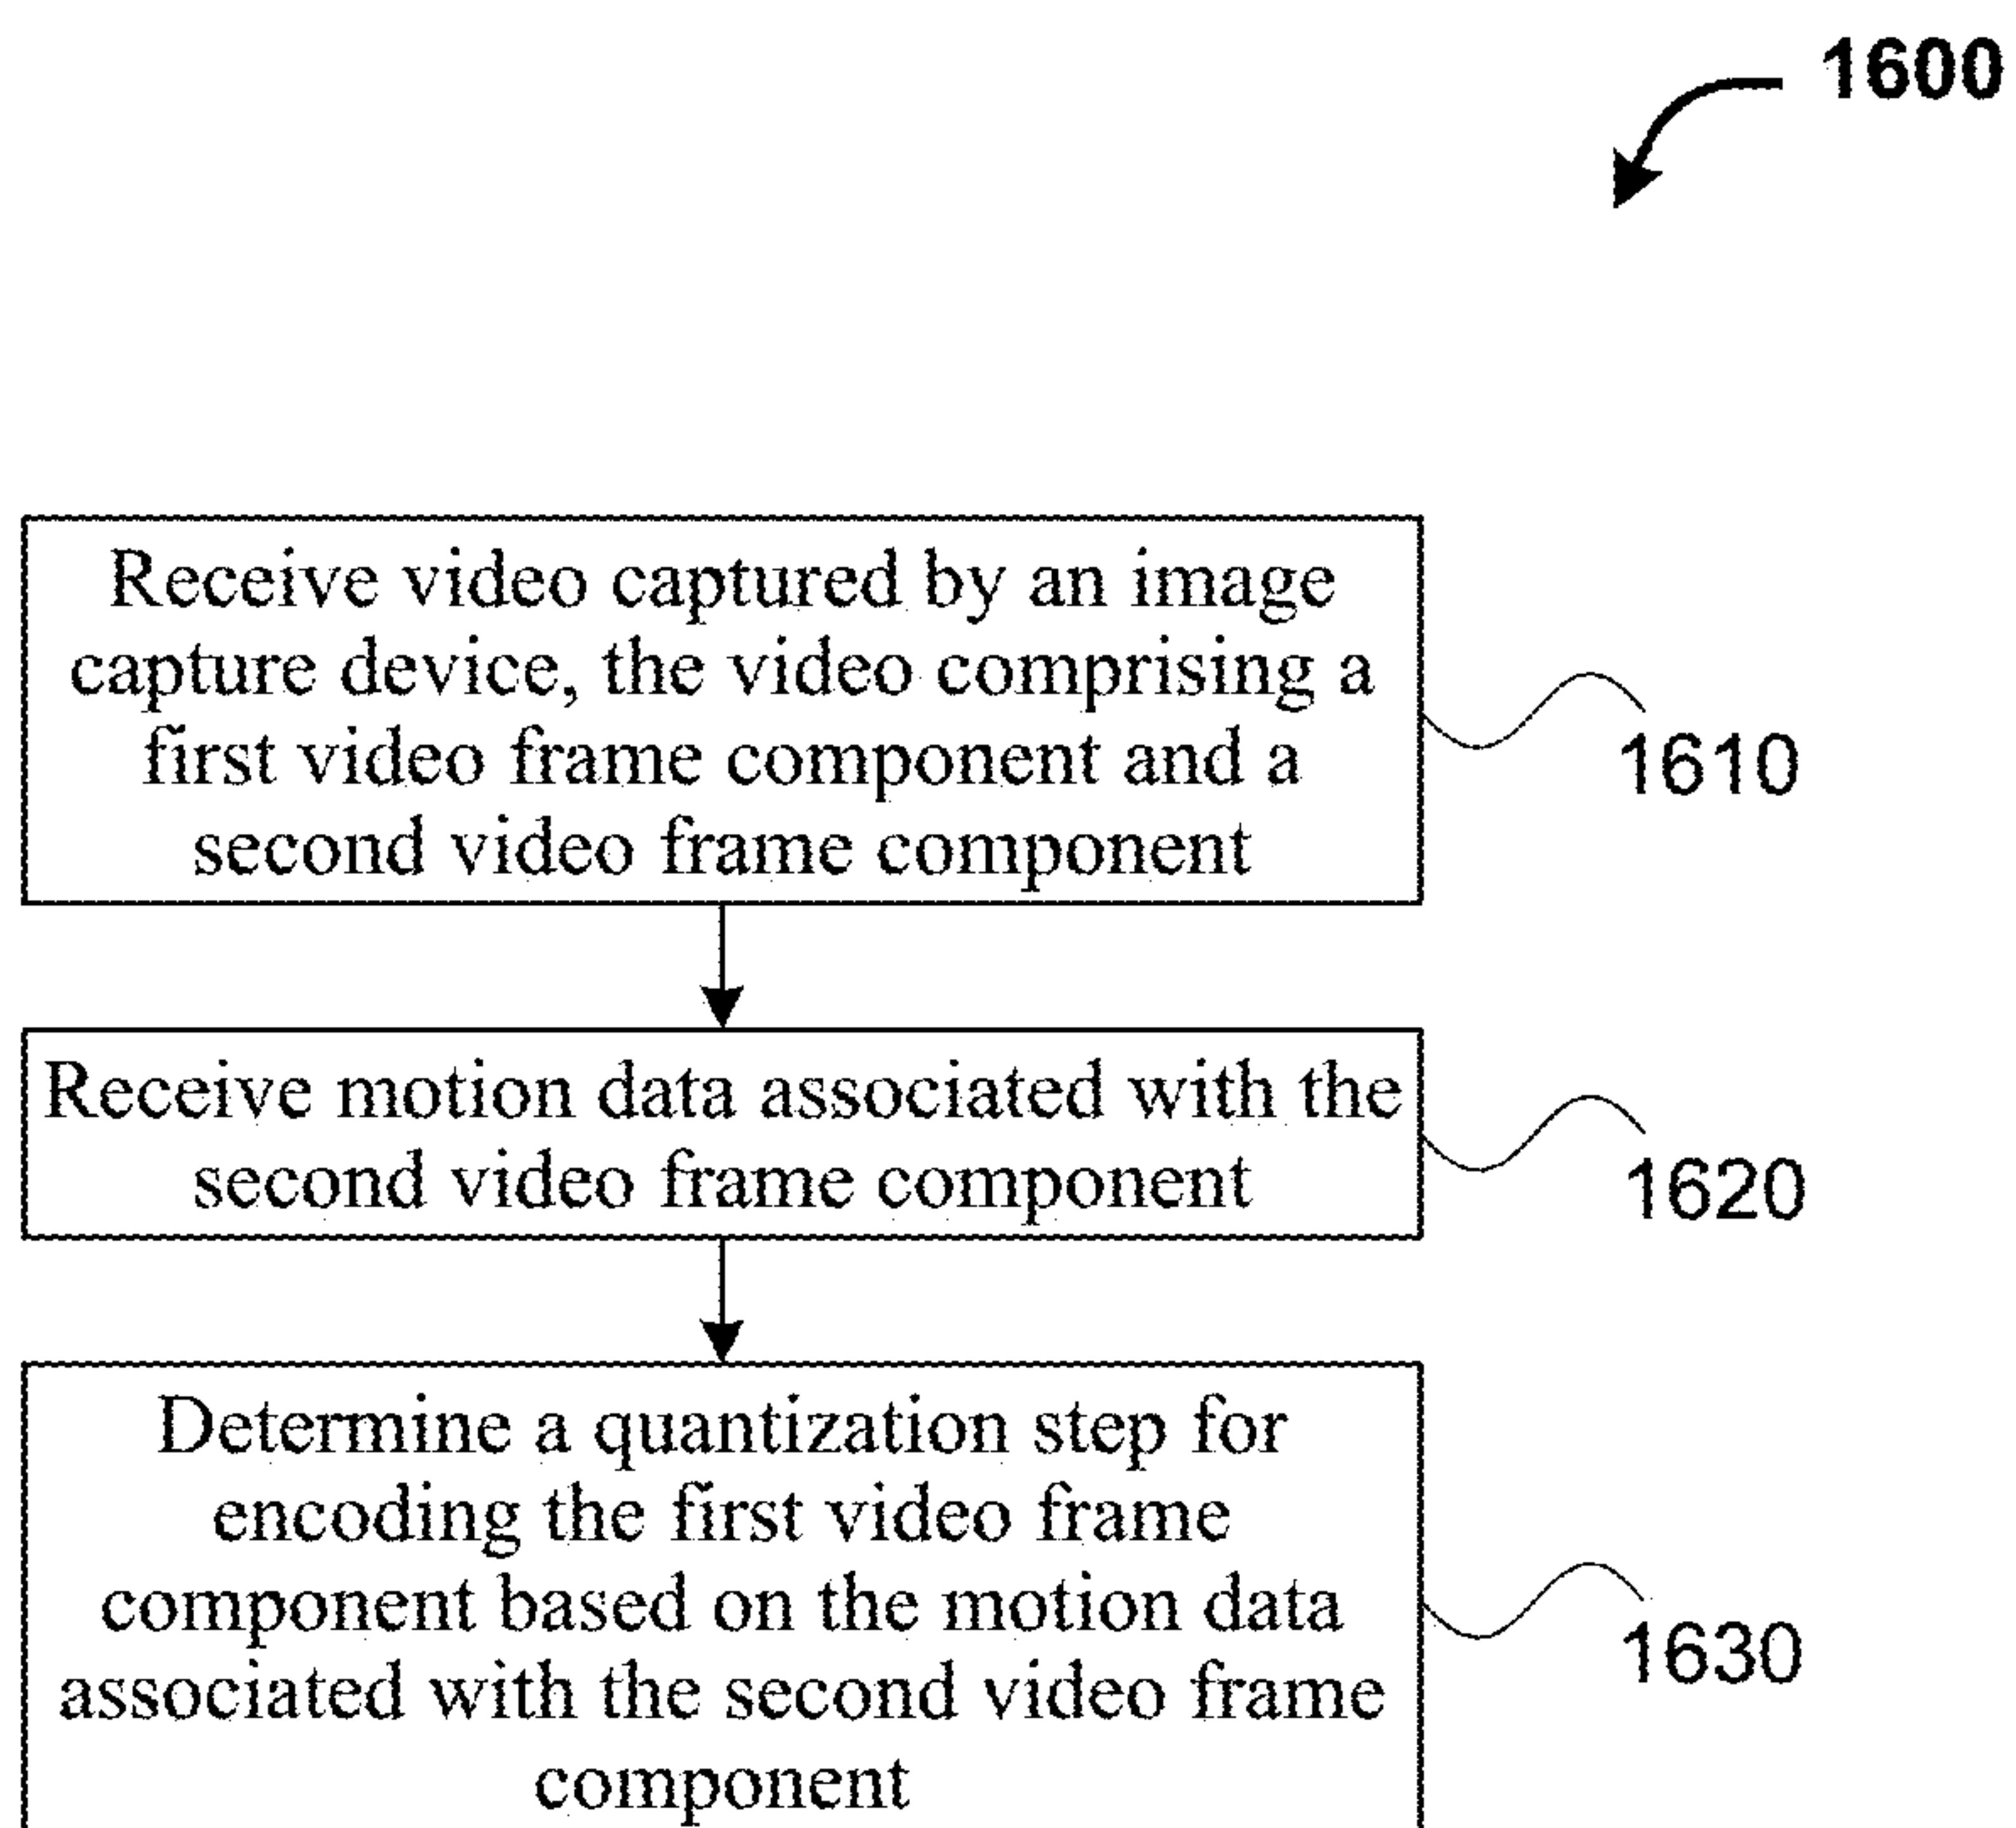 1600
Receive video captured by an image
capture device, the video comprising a
first video frame component and a
second video frame component
1610
Receive motion data associated with the
second video frame component
1620
Determine a quantization step for
encoding the first video frame
component based on the motion data
associated with the second video frame
component
1630